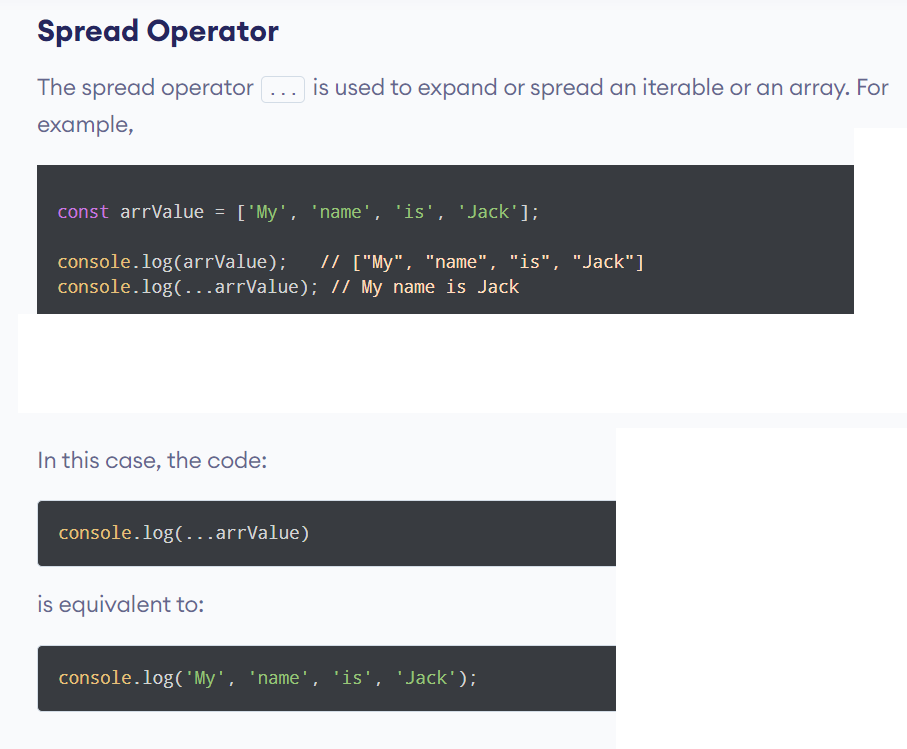 Spread Operator
The spread operator ... is used to expand or spread an iterable or an array. For
example,
const arrValue = ['My', 'name', 'is', 'Jack'];
console.log(arrValue);   // ["My", "name", "is", "Jack"]
console.log(...arrValue); // My name is Jack
In this case, the code:
console.log(...arrValue)
is equivalent to:
console.log('My', 'name', 'is', 'Jack');